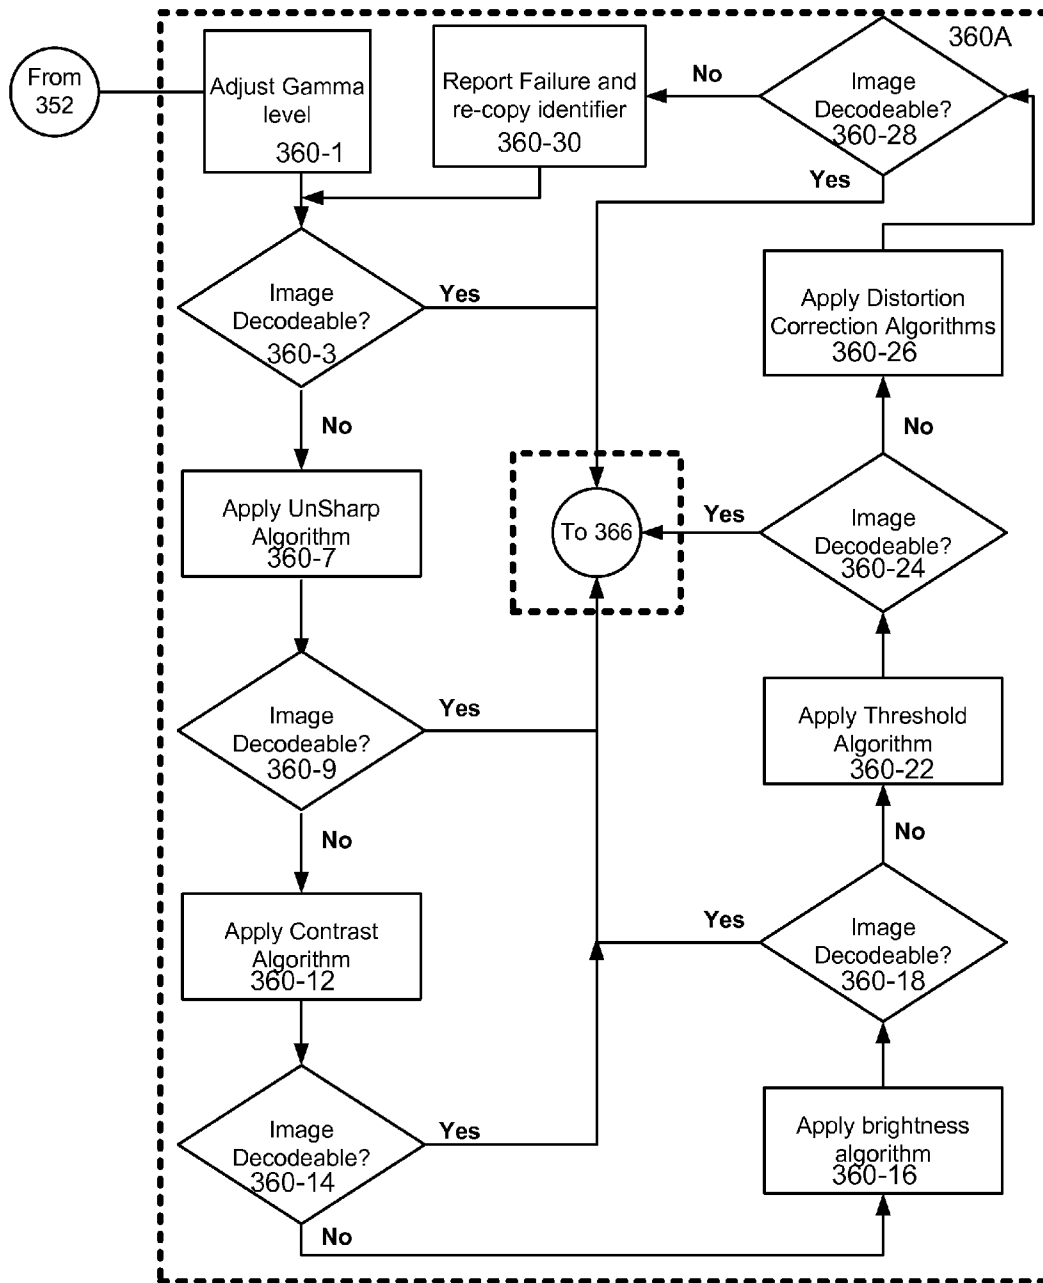 From
352
Adjust Gamma
level
360-1
Report Failure and
re-copy identifier
360-30
No
Image
Decodeable?
360-28
360A
Yes
Image
Decodeable?
360-3
Yes
No
Apply Distortion
Correction Algorithms
360-26
No
Apply UnSharp
Algorithm
360-7
To 366
Yes
Image
Decodeable?
360-24
Image
Decodeable?
360-9
Yes
No
Apply Threshold
Algorithm
360-22
No
Apply Contrast
Algorithm
360-12
Yes
Image
Decodeable?
360-18
Image
Decodeable?
360-14
Yes
No
Apply brightness
algorithm
360-16